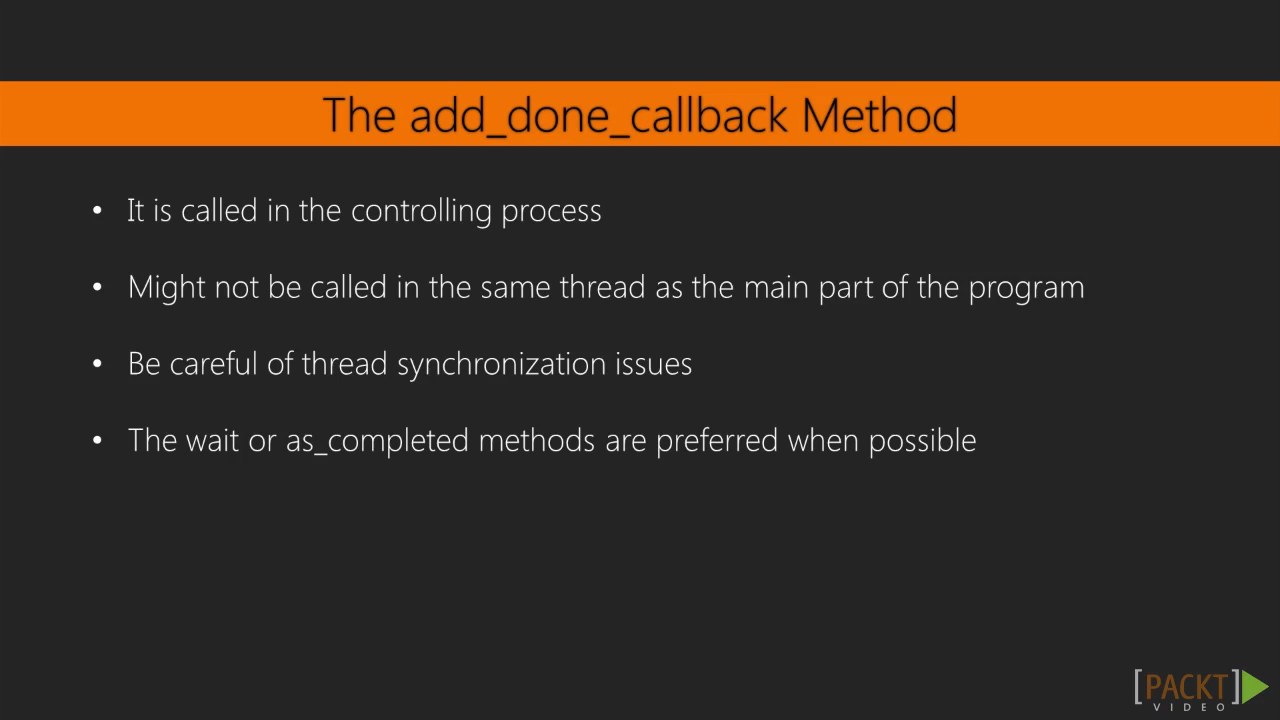 The add_done_callback Method
• It is called in the controlling process
• Might not be called in the same thread as the main part of the program
• Be careful of thread synchronization issues
• The wait or as_completed methods are preferred when possible
[PACKT]
VIDEO